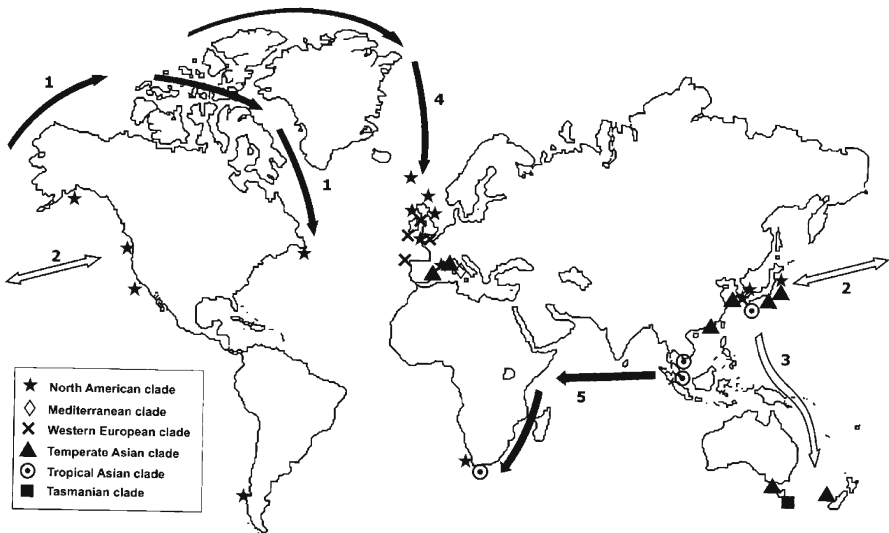 1
4
1
2
2
3
5
North American clade
Mediterranean clade
Western European clade
Temperate Asian clade
Tropical Asian clade
Tasmanian clade